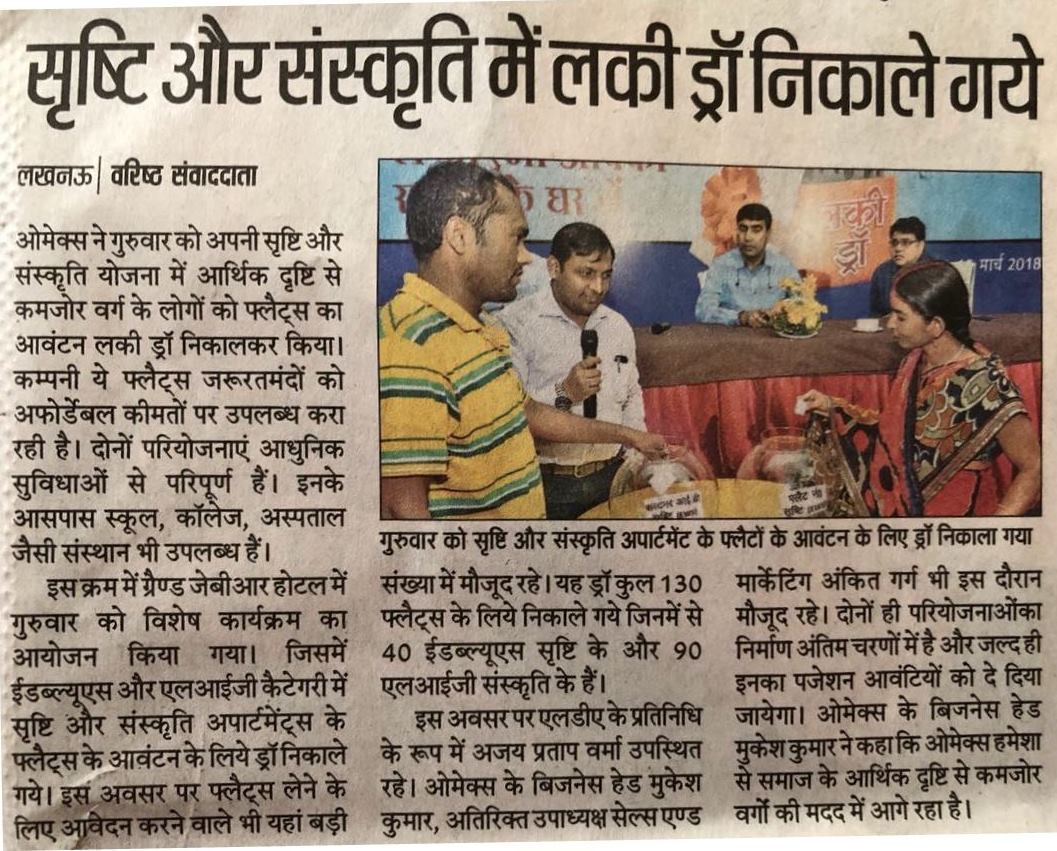 सृष्टि और संस्कृति में लकी ड्रॉ निकाले गये
लखनऊ | वरिष्ठ संवाददाता
ओमेक्स ने गुरुवार को अपनी सृष्टि और
संस्कृति योजना में आर्थिक दृष्टि से
कमजोर वर्ग के लोगों को फ्लैट्स का
आवंटन लकी ड्रॉ निकालकर किया।
कम्पनी ये फ्लैट्स जरूरतमंदों को
अफोर्डेबल कीमतों पर उपलब्ध करा
रही है। दोनों परियोजनाएं आधुनिक
सुविधाओं से परिपूर्ण हैं। इनके
आसपास स्कूल, कॉलेज, अस्पताल
जैसी संस्थान भी उपलब्ध हैं।
इस क्रम में ग्रैण्ड जेबीआर होटल में
गुरुवार को विशेष कार्यक्रम का
आयोजन किया गया। जिसमें
ईडब्ल्यूएस और एलआईजी कैटेगरी में
सृष्टि और संस्कृति अपार्टमेंट्स के
फ्लैट्स के आवंटन के लिये ड्रॉ निकाले
गये। इस अवसर पर फ्लैट्स लेने के
लिए आवेदन करने वाले भी यहां बड़ी
के घर
लकी
ड्रॉ
मार्च 2018
फ्लैट नं
गुरुवार को सृष्टि और संस्कृति अपार्टमेंट के फ्लैटों के आवंटन के लिए ड्रॉ निकाला गया
संख्या में मौजूद रहे। यह ड्रॉ कुल 130
फ्लैट्स के लिये निकाले गये जिनमें से
40 ईडब्ल्यूएस सृष्टि के और 90
एलआईजी संस्कृति के हैं।
इस अवसर पर एलडीए के प्रतिनिधि
के रूप में अजय प्रताप वर्मा उपस्थित
रहे। ओमेक्स के बिजनेस हेड मुकेश
कुमार, अतिरिक्त उपाध्यक्ष सेल्स एण्ड
मार्केटिंग अंकित गर्ग भी इस दौरान
मौजूद रहे। दोनों ही परियोजनाओंका
निर्माण अंतिम चरणों में है और जल्द ही
इनका पजेशन आवंटियों को दे दिया
जायेगा। ओमेक्स के बिजनेस हेड
मुकेश कुमार ने कहा कि ओमेक्स हमेशा
से समाज के आर्थिक दृष्टि से कमजोर
वर्गों की मदद में आगे रहा है।